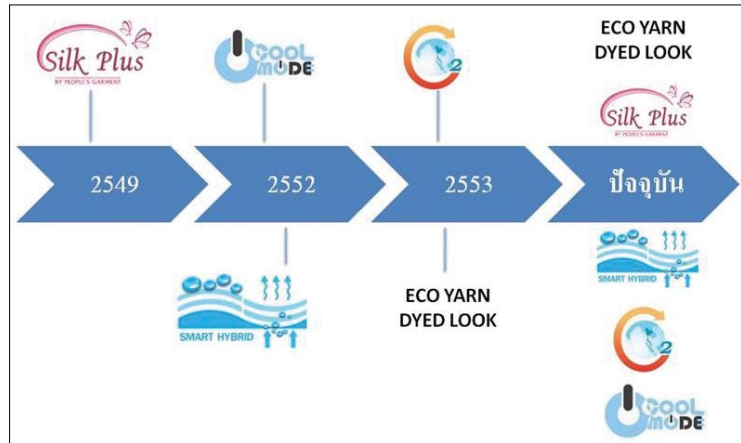 Silk Plus
BY PEOPLE'S GARMENT
COOL
MODE
2
ECO YARN
DYED LOOK
Silk Plus
BY PEOPLE'S GARMENT
2549
2552
2553
ปัจจุบัน
SMART HYBRID
ECO YARN
DYED LOOK
SMART HYBRID
2
COOL
MODE